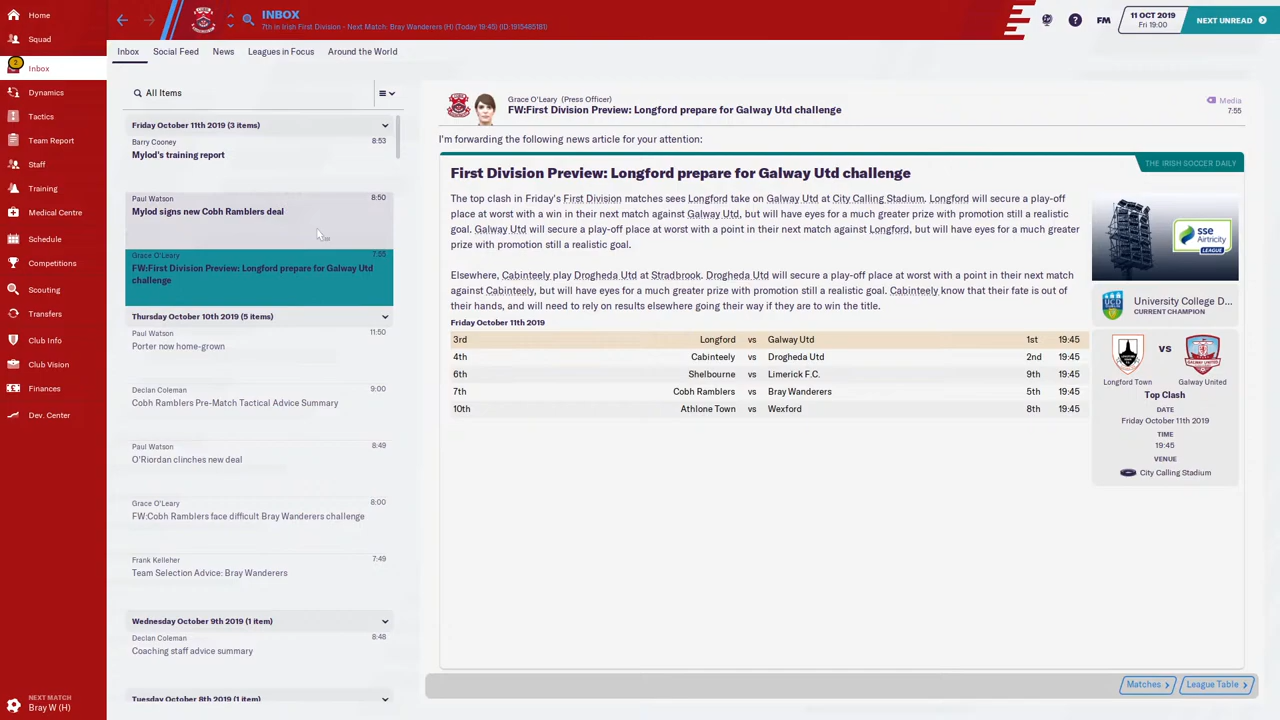 Home
Squad
2
Inbox
Dynamics
Tactics
Team Report
Staff
Training
Medical Centre
Schedule
Competitions
Scouting
Transfers
Club Info
Club Vision
Finances
Dev. Center
NEXT MATCH
Bray W (H)
INBOX
7th in Irish First Division - Next Match: Bray Wanderers (H) (Today 19:45) (ID:1915485181)
FM
11 OCT 2019
Fri 19:00
NEXT UNREAD
Inbox
Social Feed
News
Leagues in Focus
Around the World
All Items
Friday October 11th 2019 (3 items)
Barry Cooney
8:53
Mylod's training report
Paul Watson
8:50
Mylod signs new Cobh Ramblers deal
Grace O'Leary
7:55
FW:First Division Preview: Longford prepare for Galway Utd
challenge
Thursday October 10th 2019 (5 items)
Paul Watson
11:50
Porter now home-grown
Declan Coleman
9:00
Cobh Ramblers Pre-Match Tactical Advice Summary
Paul Watson
8:49
O'Riordan clinches new deal
Grace O'Leary
8:00
FW:Cobh Ramblers face difficult Bray Wanderers challenge
Frank Kelleher
7:49
Team Selection Advice: Bray Wanderers
Wednesday October 9th 2019 (1 item)
Declan Coleman
8:48
Coaching staff advice summary
Tuesday October 8th 2019 (1 item)
Grace O'Leary (Press Officer)
FW:First Division Preview: Longford prepare for Galway Utd challenge
Media
7:55
I'm forwarding the following news article for your attention:
THE IRISH SOCCER DAILY
First Division Preview: Longford prepare for Galway Utd challenge
The top clash in Friday's First Division matches sees Longford take on Galway Utd at City Calling Stadium. Longford will secure a play-off
place at worst with a win in their next match against Galway Utd, but will have eyes for a much greater prize with promotion still a realistic
goal. Galway Utd will secure a play-off place at worst with a point in their next match against Longford, but will have eyes for a much greater
prize with promotion still a realistic goal.
Elsewhere, Cabinteely play Drogheda Utd at Stradbrook. Drogheda Utd will secure a play-off place at worst with a point in their next match
against Cabinteely, but will have eyes for a much greater prize with promotion still a realistic goal. Cabinteely know that their fate is out of
their hands, and will need to rely on results elsewhere going their way if they are to win the title.
Friday October 11th 2019
3rd Longford vs Galway Utd 1st 19:45
4th Cabinteely vs Drogheda Utd 2nd 19:45
6th Shelbourne vs Limerick F.C. 9th 19:45
7th Cobh Ramblers vs Bray Wanderers 5th 19:45
10th Athlone Town vs Wexford 8th 19:45
sse
Airtricity
LEAGUE
UCD
University College D...
CURRENT CHAMPION
VS
Longford Town
Galway United
Top Clash
DATE
Friday October 11th 2019
TIME
19:45
VENUE
City Calling Stadium
Matches
League Table